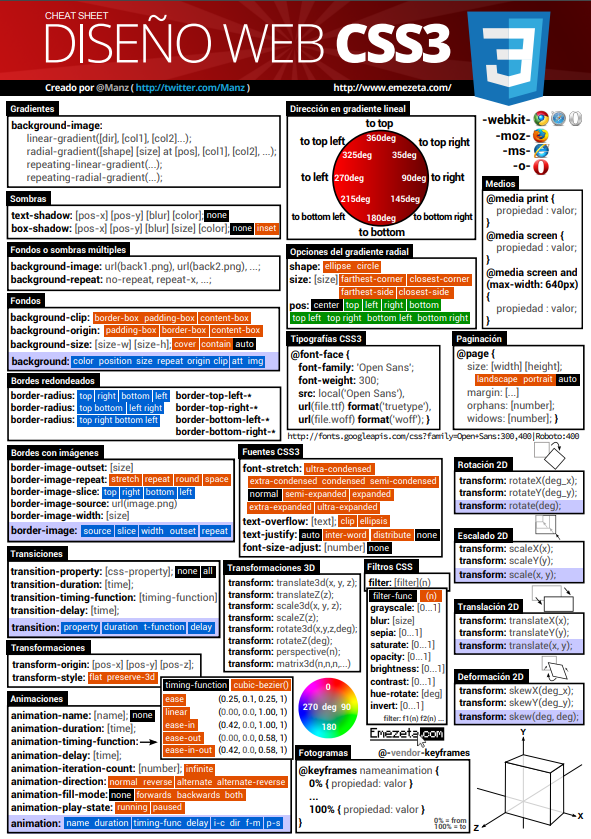 CHEAT SHEET
DISEÑO WEB CSS3
Creado por @Manz ( http://twitter.com/Manz )
http://www.emezeta.com/
Gradientes
background-image:
linear-gradient([dir], [col1], [col2]...);
radial-gradient([shape] [size] at [pos], [col1], [col2], ...);
repeating-linear-gradient(...);
repeating-radial-gradient(...);
Sombras
text-shadow: [pos-x] [pos-y] [blur] [color]; none
box-shadow: [pos-x] [pos-y] [blur] [size] [color]; none inset
Fondos o sombras múltiples
background-image: url(back1.png), url(back2.png), ...;
background-repeat: no-repeat, repeat-x, ...;
Fondos
background-clip: border-box padding-box content-box
background-origin: padding-box border-box content-box
background-size: [size-w] [size-h]; cover contain auto
background: color position size repeat origin clip att img
Bordes redondeados
border-radius: top right bottom left
border-radius: top bottom left right
border-radius: top right bottom left
border-top-left-*
border-top-right-*
border-bottom-left-*
border-bottom-right-*
Dirección en gradiente lineal
to top
to top left
to top right
360deg
325deg
35deg
to left
270deg
90deg
to right
215deg
145deg
to bottom left
180deg
to bottom right
to bottom
Opciones del gradiente radial
shape: ellipse circle
size: [size] farthest-corner closest-corner
farthest-side closest-side
pos: center top left right bottom
top left top right bottom left bottom right
-webkit-
-moz-
-ms-
-o-
Medios
@media print {
propiedad : valor;
}
@media screen {
propiedad : valor;
}
@media screen and
(max-width: 640px)
{
propiedad : valor;
}
Tipografías CSS3
@font-face {
font-family: 'Open Sans';
font-weight: 300;
src: local('Open Sans'),
url(file.ttf) format('truetype'),
url(file.woff) format('woff'); }
Paginación
@page {
size: [width] [height];
landscape portrait auto
margin: [...]
orphans: [number];
widows: [number]; }
http://fonts.googleapis.com/css?family=Open+Sans:300,400|Roboto:400
Bordes con imágenes
border-image-outset: [size]
border-image-repeat: stretch repeat round space
border-image-slice: top right bottom left
border-image-source: url(image.png)
border-image-width: [size]
border-image: source slice width outset repeat
Fuentes CSS3
font-stretch: ultra-condensed
extra-condensed condensed semi-condensed
normal semi-expanded expanded
extra-expanded ultra-expanded
text-overflow: [text]; clip ellipsis
text-justify: auto inter-word distribute none
font-size-adjust: [number] none
Rotación 2D
transform: rotateX(deg_x);
transform: rotateY(deg_y);
transform: rotate(deg);
Escalado 2D
transform: scaleX(x);
transform: scaleY(y);
transform: scale(x, y);
Translación 2D
transform: translateX(x);
transform: translateY(y);
transform: translate(x, y);
Deformación 2D
transform: skewX(deg_x);
transform: skewY(deg_y);
transform: skew(deg, deg);
Transiciones
transition-property: [css-property]; none all
transition-duration: [time];
transition-timing-function: [timing-function]
transition-delay: [time];
transition: property duration t-function delay
Transformaciones 3D
transform: translate3d(x, y, z);
transform: translateZ(z);
transform: scale3d(x, y, z);
transform: scaleZ(z);
transform: rotate3d(x,y,z,deg);
transform: rotateZ(deg);
transform: perspective(n);
transform: matrix3d(n,n,n,...)
Filtros CSS
filter: [filter](n)
filter-func (n)
grayscale: [0...1]
blur: [size]
sepia: [0...1]
saturate: [0...1]
opacity: [0...1]
brightness: [0...1]
contrast: [0...1]
hue-rotate: [deg]
invert: [0...1]
filter: f1(n) f2(n) ...
Transformaciones
transform-origin: [pos-x] [pos-y] [pos-z];
transform-style: flat preserve-3d
Animaciones
animation-name: [name]; none
animation-duration: [time];
animation-timing-function:
animation-delay: [time];
animation-iteration-count: [number]; infinite
animation-direction: normal reverse alternate alternate-reverse
animation-fill-mode: none forwards backwards both
animation-play-state: running paused
animation: name duration timing-func delay i-c dir f-m p-s
timing-function cubic-bezier()
ease (0.25, 0.1, 0.25, 1)
linear (0.00, 0.0, 1.00, 1)
ease-in (0.42, 0.0, 1.00, 1)
ease-out (0.00, 0.0, 0.58, 1)
ease-in-out (0.42, 0.0, 0.58, 1)
0
270 deg 90
180
Emezeta.com
Fotogramas
@-vendor-keyframes
@keyframes nameanimation {
0% { propiedad: valor }
...
100% { propiedad: valor }
}
0% = from
100% = to
Y
X
Z